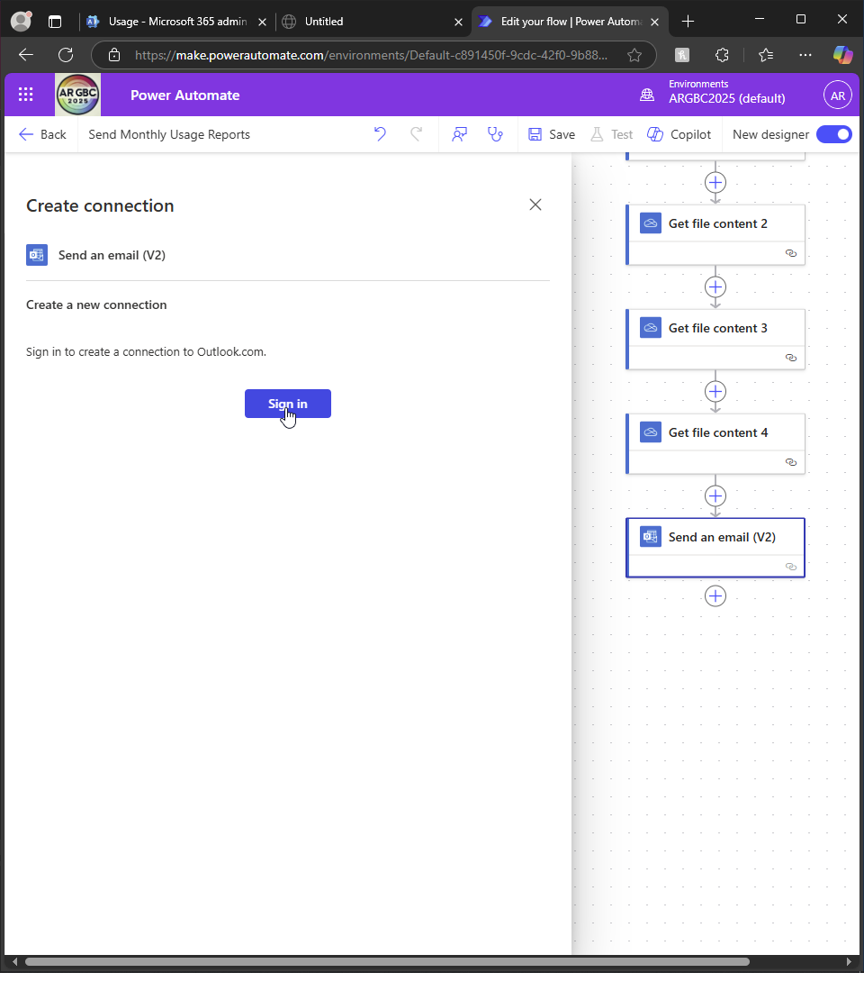 Usage - Microsoft 365 admin
Untitled
Edit your flow | Power Autom
https://make.powerautomate.com/environments/Default-c891450f-9cdc-42f0-9b88...
AR GBC
2025
Power Automate
Environments
ARGBC2025 (default)
AR
Back
Send Monthly Usage Reports
Save
Test
Copilot
New designer
Create connection
Send an email (V2)
Create a new connection
Sign in to create a connection to Outlook.com.
Sign in
Get file content 2
Get file content 3
Get file content 4
Send an email (V2)